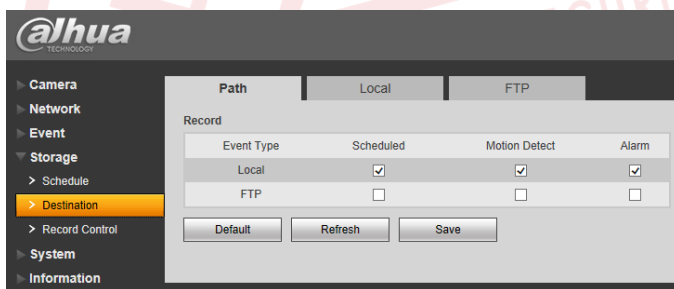 alhua
TECHNOLOGY
Camera
Network
Event
Storage
> Schedule
> Destination
> Record Control
System
Information
Path Local FTP
Record
Event Type Scheduled Motion Detect Alarm
Local
FTP
Default Refresh Save